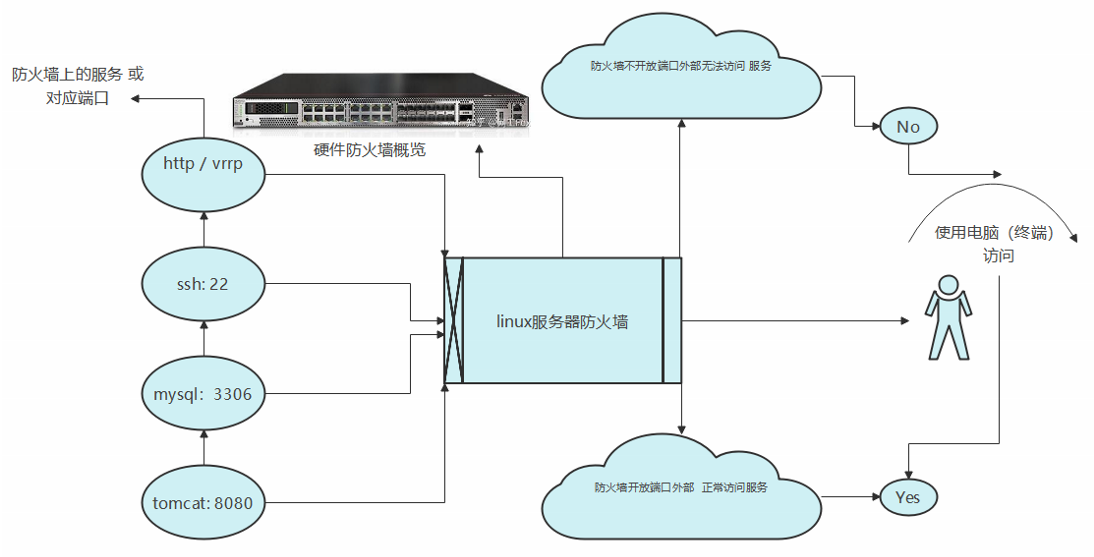 防火墙上的服务 或
对应端口
硬件防火墙概览
防火墙不开放端口外部无法访问 服务
No
http / vrrp
使用电脑（终端）
访问
ssh: 22
linux服务器防火墙
mysql： 3306
tomcat: 8080
防火墙开放端口外部 正常访问服务
Yes